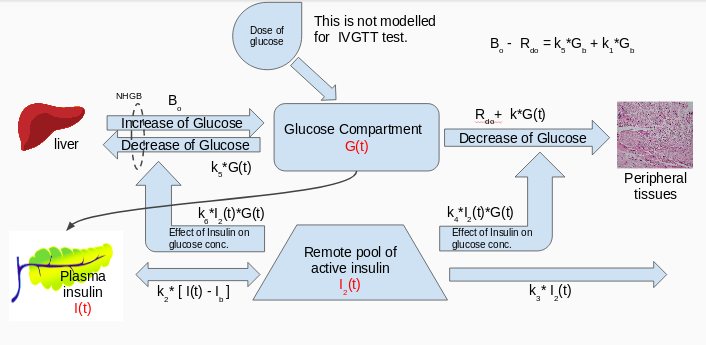 Dose of
glucose
This is not modelled
for IVGTT test.
Bo - Rdo = k5*Gb + k1*Gb
NHGB
Bo
liver
Increase of Glucose
Decrease of Glucose
k5*G(t)
Glucose Compartment
G(t)
Rdo+ k*G(t)
Decrease of Glucose
Peripheral
tissues
k6*I2(t)*G(t)
Effect of Insulin on
glucose conc.
k4*I2(t)*G(t)
Effect of Insulin on
glucose conc.
Plasma
insulin
I(t)
k2* [ I(t) - Ib ]
Remote pool of
active insulin
I2(t)
k3* I2(t)